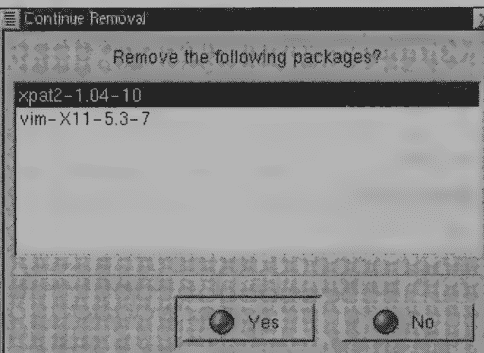 Continue Removal
Remove the following packages?
xpat2-1.04-10
vim-X11-5.3-7
Yes
No